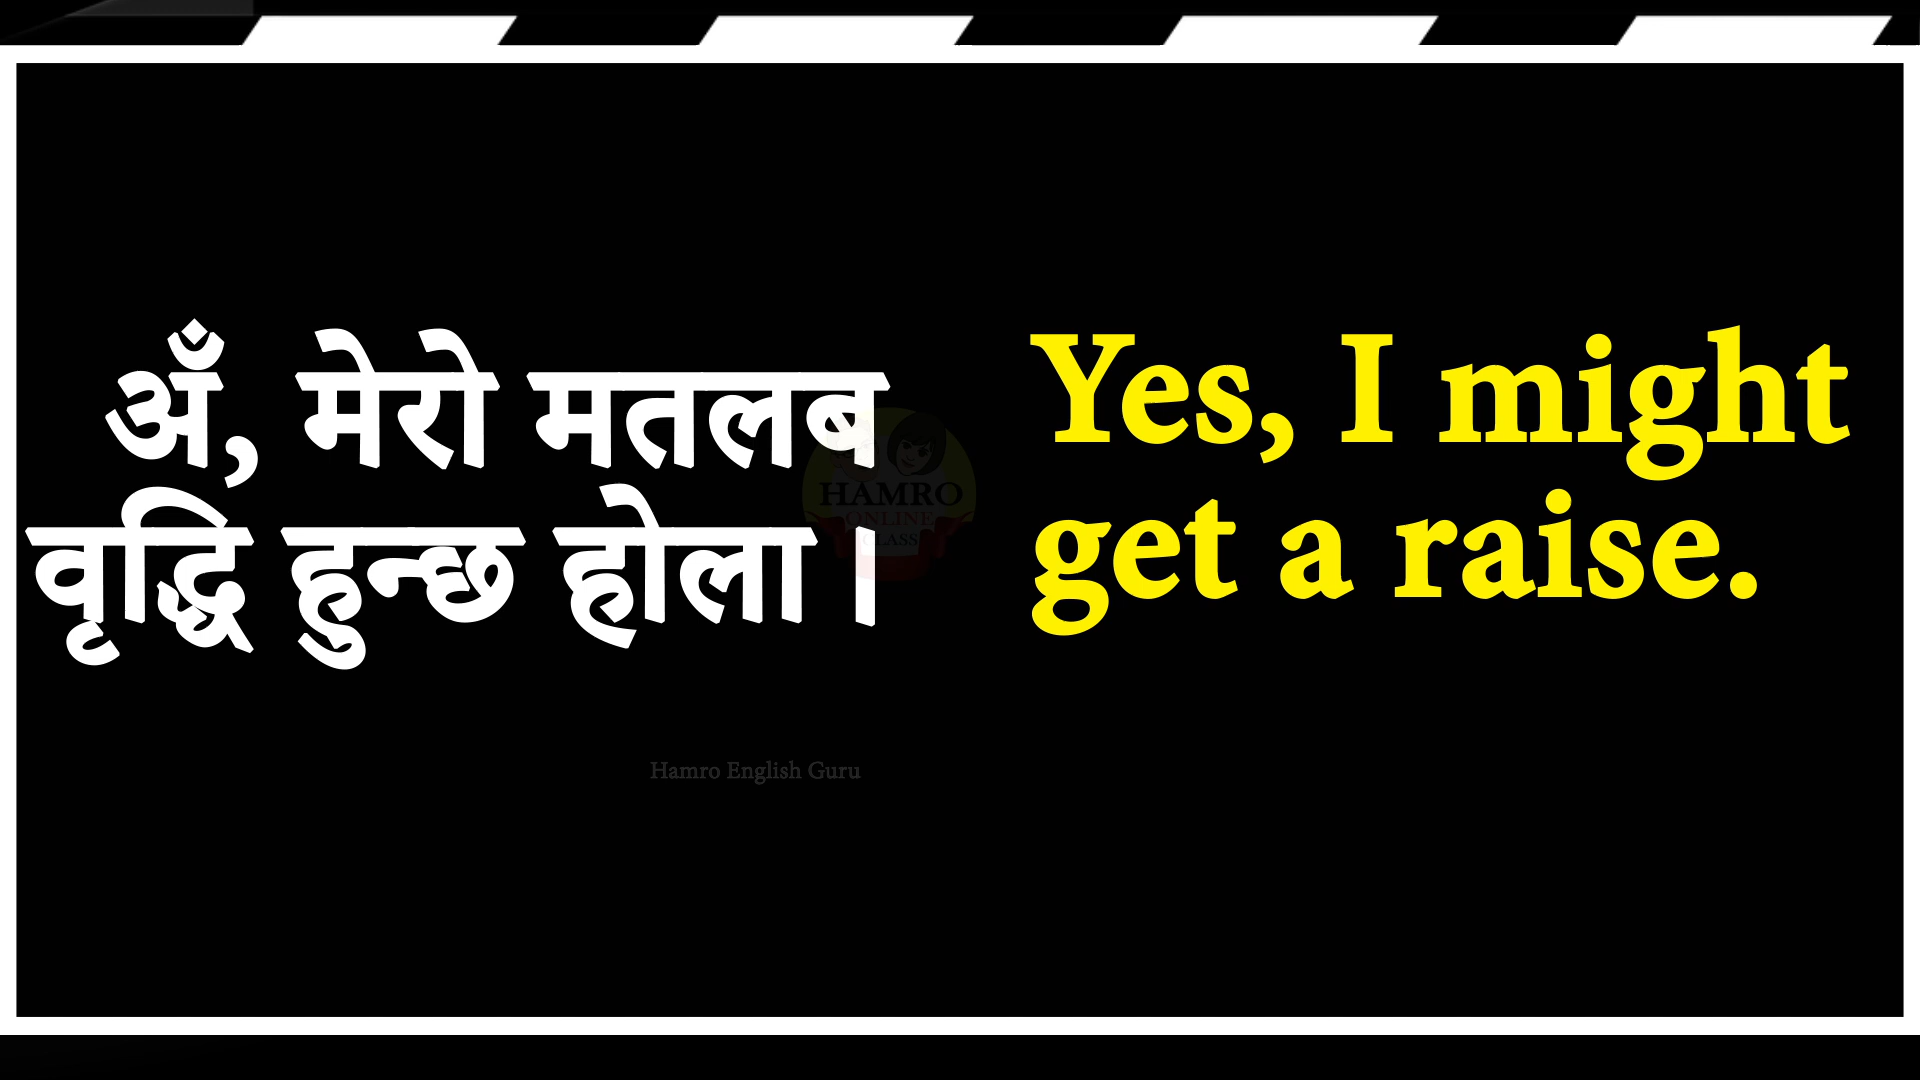 अँ, मेरो मतलब
वृद्धि हुन्छ होला ।
Yes, I might
get a raise.
HAMRO
ONLINE
CLASS
Hamro English Guru